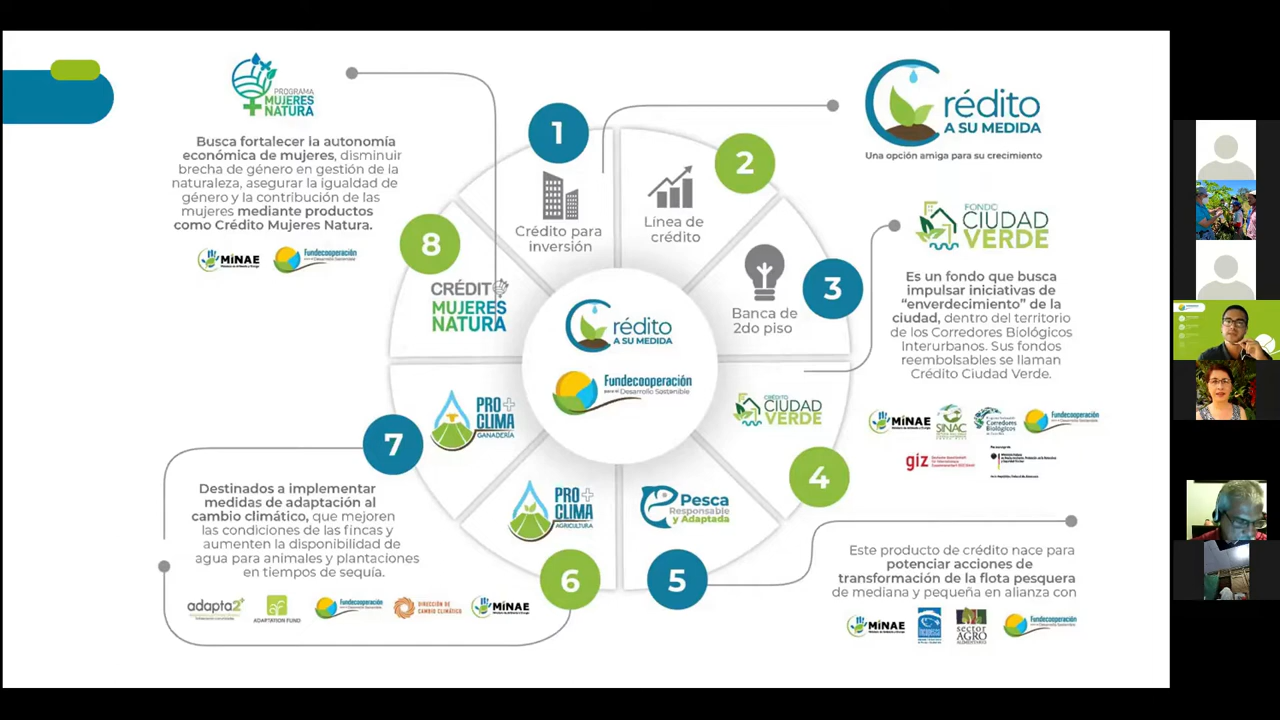 PROGRAMA
MUJERES
NATURA
Busca fortalecer la autonomía
económica de mujeres, disminuir
brecha de género en gestión de la
naturaleza, asegurar la igualdad de
género y la contribución de las
mujeres mediante productos
como Crédito Mujeres Natura.
MiNAE
Fundecooperación
para el Desarrollo Sostenible
1
Crédito para
inversión
2
Línea de
crédito
3
Banca de
2do piso
CRÉDITO
CIUDAD
VERDE
4
Pesca
Responsable
y Adaptada
5
PRO+
CLIMA
AGRICULTURA
6
PRO+
CLIMA
GANADERÍA
7
8
CRÉDITO
MUJERES
NATURA
Crédito
A SU MEDIDA
Fundecooperación
para el Desarrollo Sostenible
Crédito
A SU MEDIDA
Una opción amiga para su crecimiento
FONDO
CIUDAD
VERDE
Es un fondo que busca
impulsar iniciativas de
“enverdecimiento” de la
ciudad, dentro del territorio
de los Corredores Biológicos
Interurbanos. Sus fondos
reembolsables se llaman
Crédito Ciudad Verde.
MiNAE
SINAC
Corredores
Biológicos
Fundecooperación
giz
Destinados a implementar
medidas de adaptación al
cambio climático, que mejoren
las condiciones de las fincas y
aumenten la disponibilidad de
agua para animales y plantaciones
en tiempos de sequía.
adapta2+
ADAPTATION FUND
Fundecooperación
DIRECCIÓN DE
CAMBIO CLIMÁTICO
MiNAE
Este producto de crédito nace para
potenciar acciones de
transformación de la flota pesquera
de mediana y pequeña en alianza con
MiNAE
sector
AGRO
ALIMENTARIO
Fundecooperación